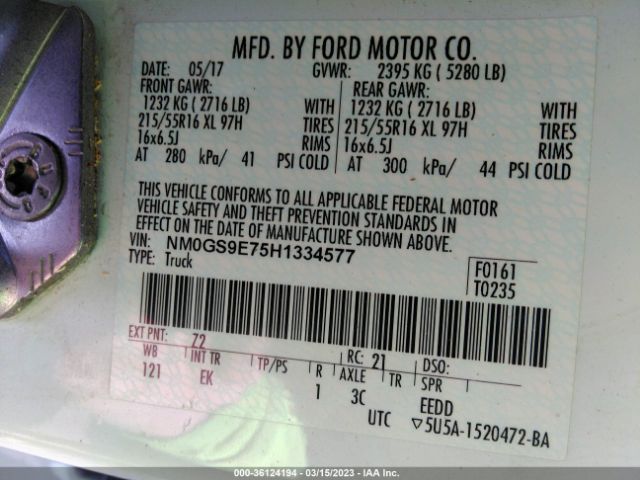 MFD. BY FORD MOTOR CO.
DATE: 05/17 GVWR: 2395 KG ( 5280 LB)
FRONT GAWR: REAR GAWR:
1232 KG ( 2716 LB) WITH 1232 KG ( 2716 LB) WITH
215/55R16 XL 97H TIRES 215/55R16 XL 97H TIRES
16x6.5J RIMS 16x6.5J RIMS
AT 280 kPa/ 41 PSI COLD AT 300 kPa/ 44 PSI COLD
THIS VEHICLE CONFORMS TO ALL APPLICABLE FEDERAL MOTOR
VEHICLE SAFETY AND THEFT PREVENTION STANDARDS IN
EFFECT ON THE DATE OF MANUFACTURE SHOWN ABOVE.
VIN: NM0GS9E75H1334577
TYPE: Truck
F0161
T0235
EXT PNT: 72 RC: 21 DSO:
WB INT TR TP/PS R AXLE TR SPR
121 EK 1 3C EEDD
UTC ▽5U5A-1520472-BA
000-36124194 - 03/15/2023 - IAA Inc.